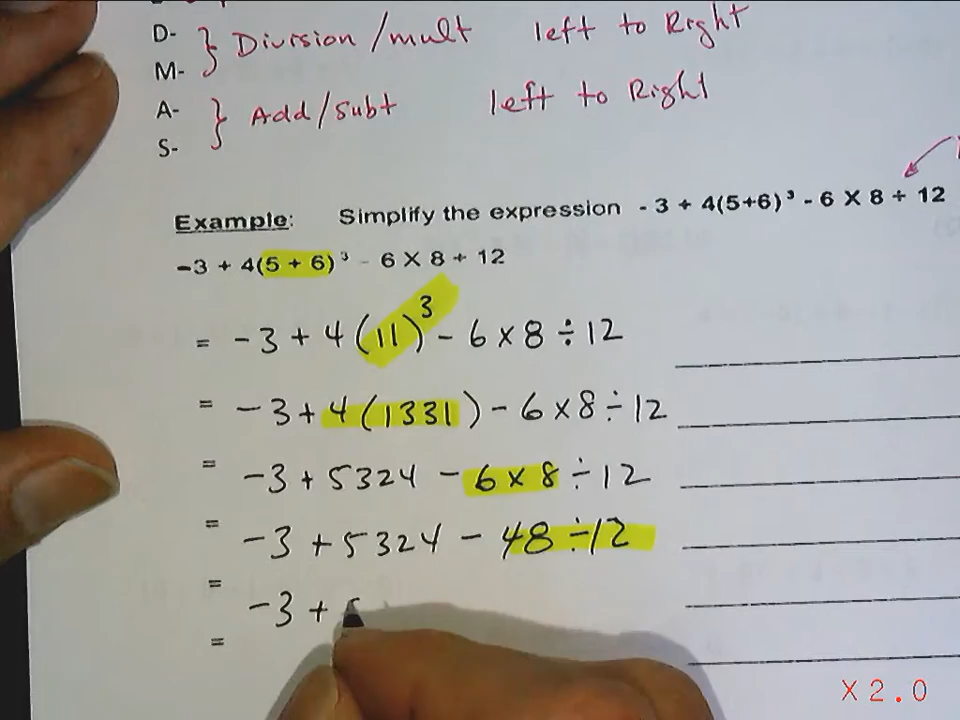 D- } Division/mult left to Right
M-
A- } Add/Subt left to Right
S-
Example: Simplify the expression - 3 + 4(5+6)³ - 6 X 8 ÷ 12
-3 + 4(5 + 6)³ - 6 X 8 ÷ 12
= -3 + 4(11)³ - 6 x 8 ÷ 12
= -3 + 4(1331) - 6 x 8 ÷ 12
= -3 + 5324 - 6 x 8 ÷ 12
= -3 + 5324 - 48 ÷ 12
= -3 + 5
=
X2.0